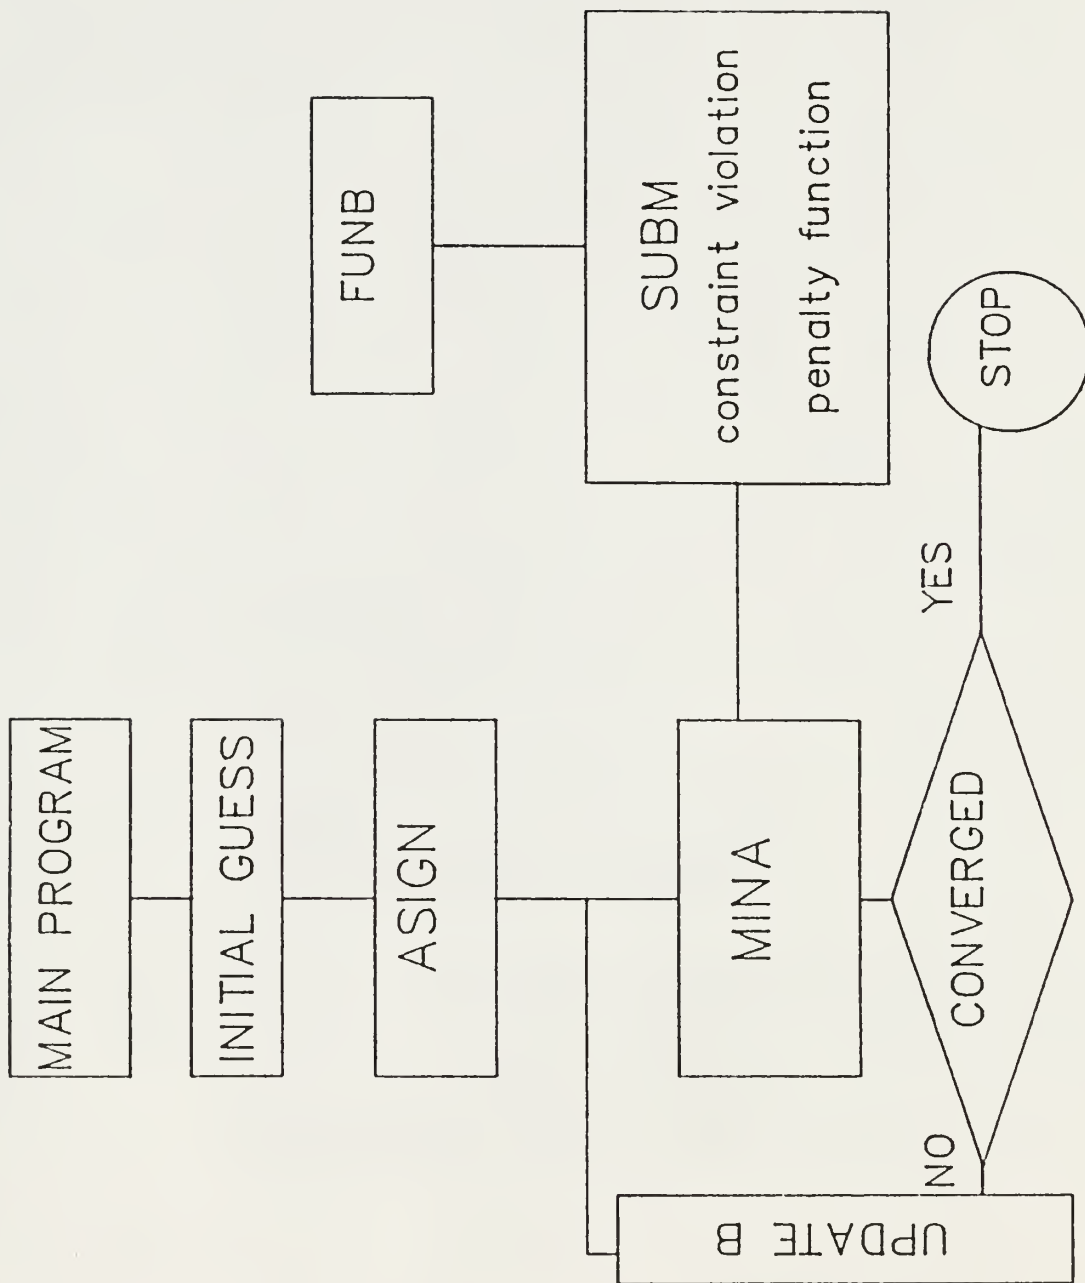 MAIN PROGRAM
INITIAL GUESS
ASIGN
MINA
FUNB
SUBM
constraint violation
penalty function
CONVERGED
YES
STOP
NO
UPDATE B